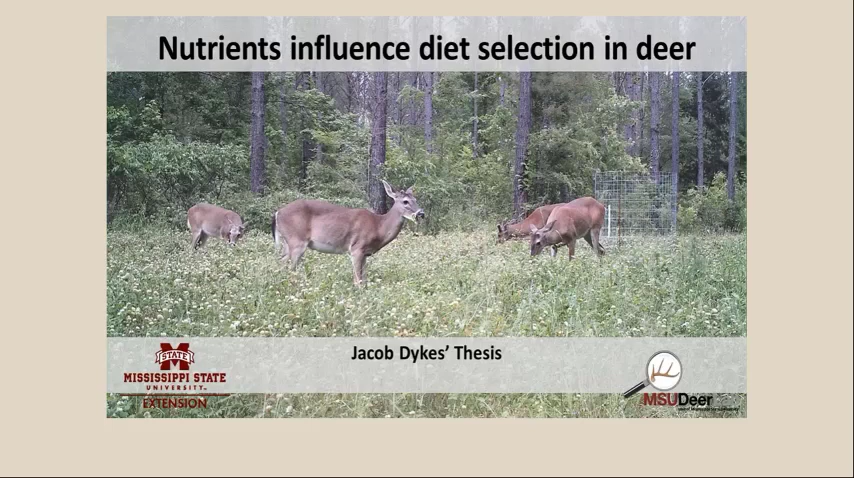 Nutrients influence diet selection in deer
Jacob Dykes' Thesis
STATE
MISSISSIPPI STATE
UNIVERSITY
EXTENSION
MSUDeer